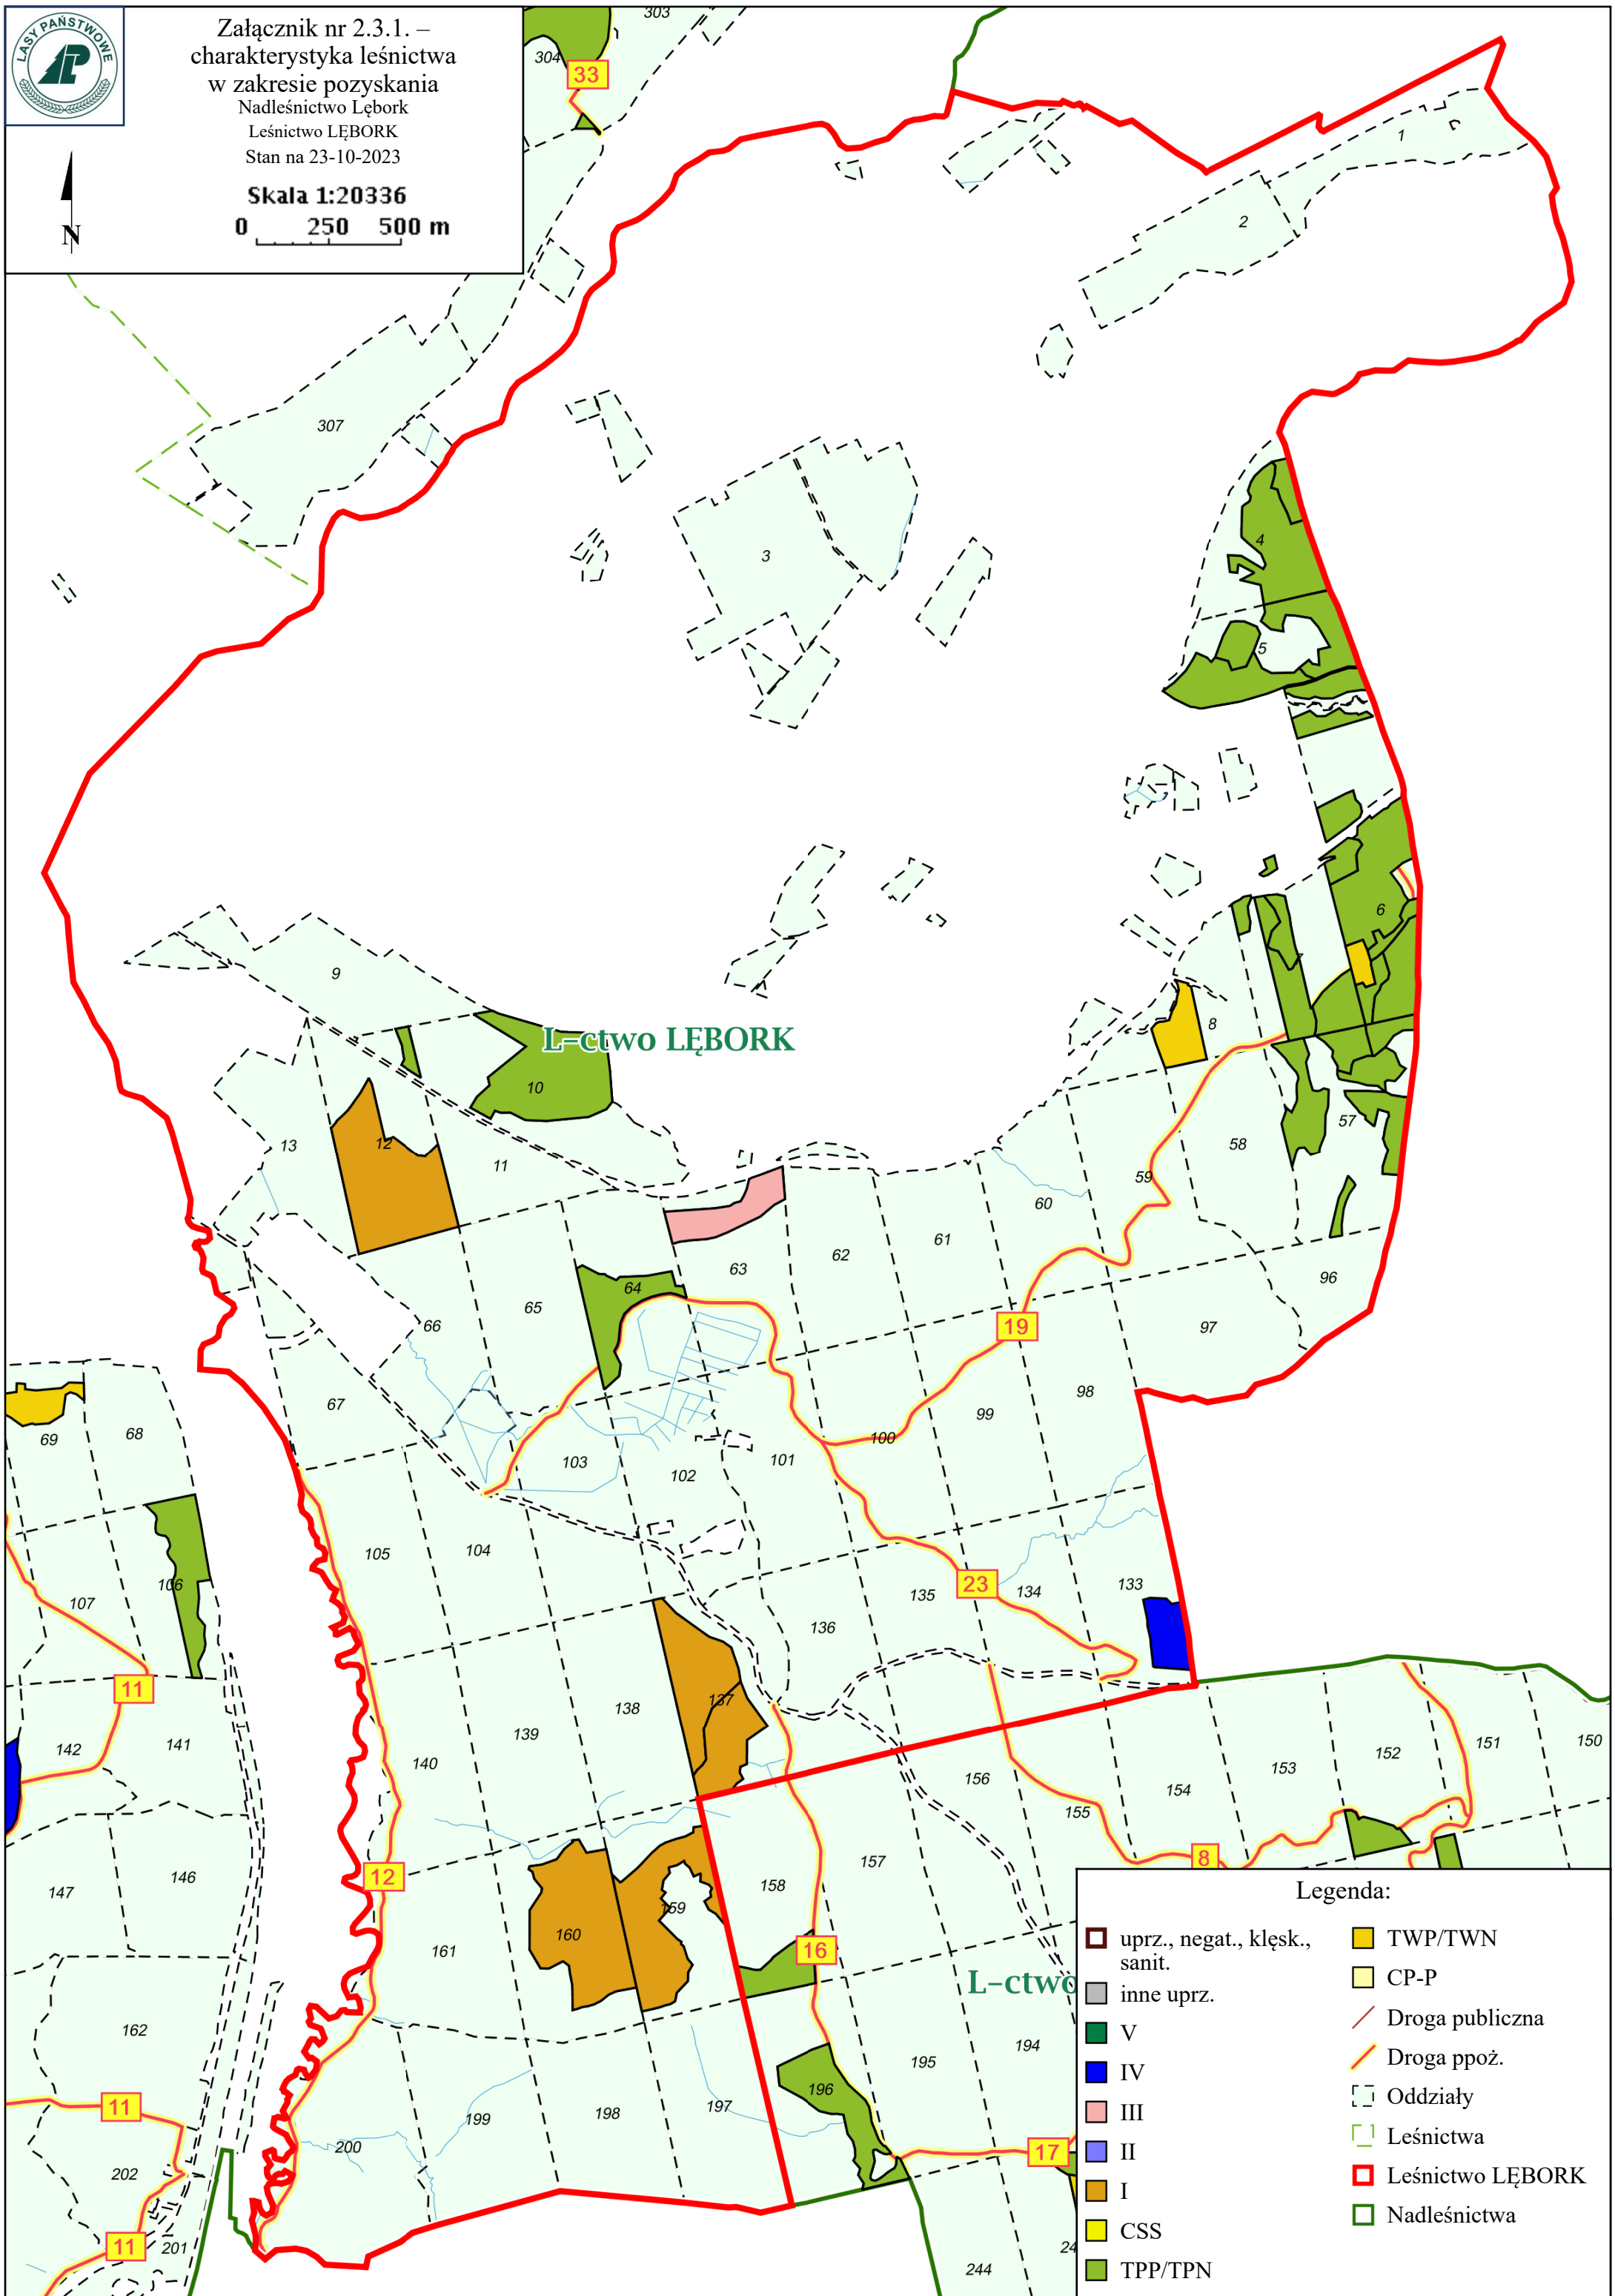 LASY PAŃSTWOWE
Załącznik nr 2.3.1. –
charakterystyka leśnictwa
w zakresie pozyskania
Nadleśnictwo Lębork
Leśnictwo LĘBORK
Stan na 23-10-2023
Skala 1:20336
0 250 500 m
N
303
304
33
1
2
307
3
4
5
6
7
9
8
L-ctwo LĘBORK
10
13
12
11
57
58
59
60
61
62
63
64
65
66
96
97
19
67
98
99
100
69
68
103
102
101
105
104
106
107
23
135
134
133
136
11
137
138
142
141
139
140
151
150
152
153
156
154
155
8
157
147
146
12
158
159
160
161
16
L-ctwo
162
194
195
196
11
199
198
197
200
17
202
11
201
244
24
Legenda:
uprz., negat., klęsk.,
sanit.
inne uprz.
V
IV
III
II
I
CSS
TPP/TPN
TWP/TWN
CP-P
Droga publiczna
Droga ppoż.
Oddziały
Leśnictwa
Leśnictwo LĘBORK
Nadleśnictwa